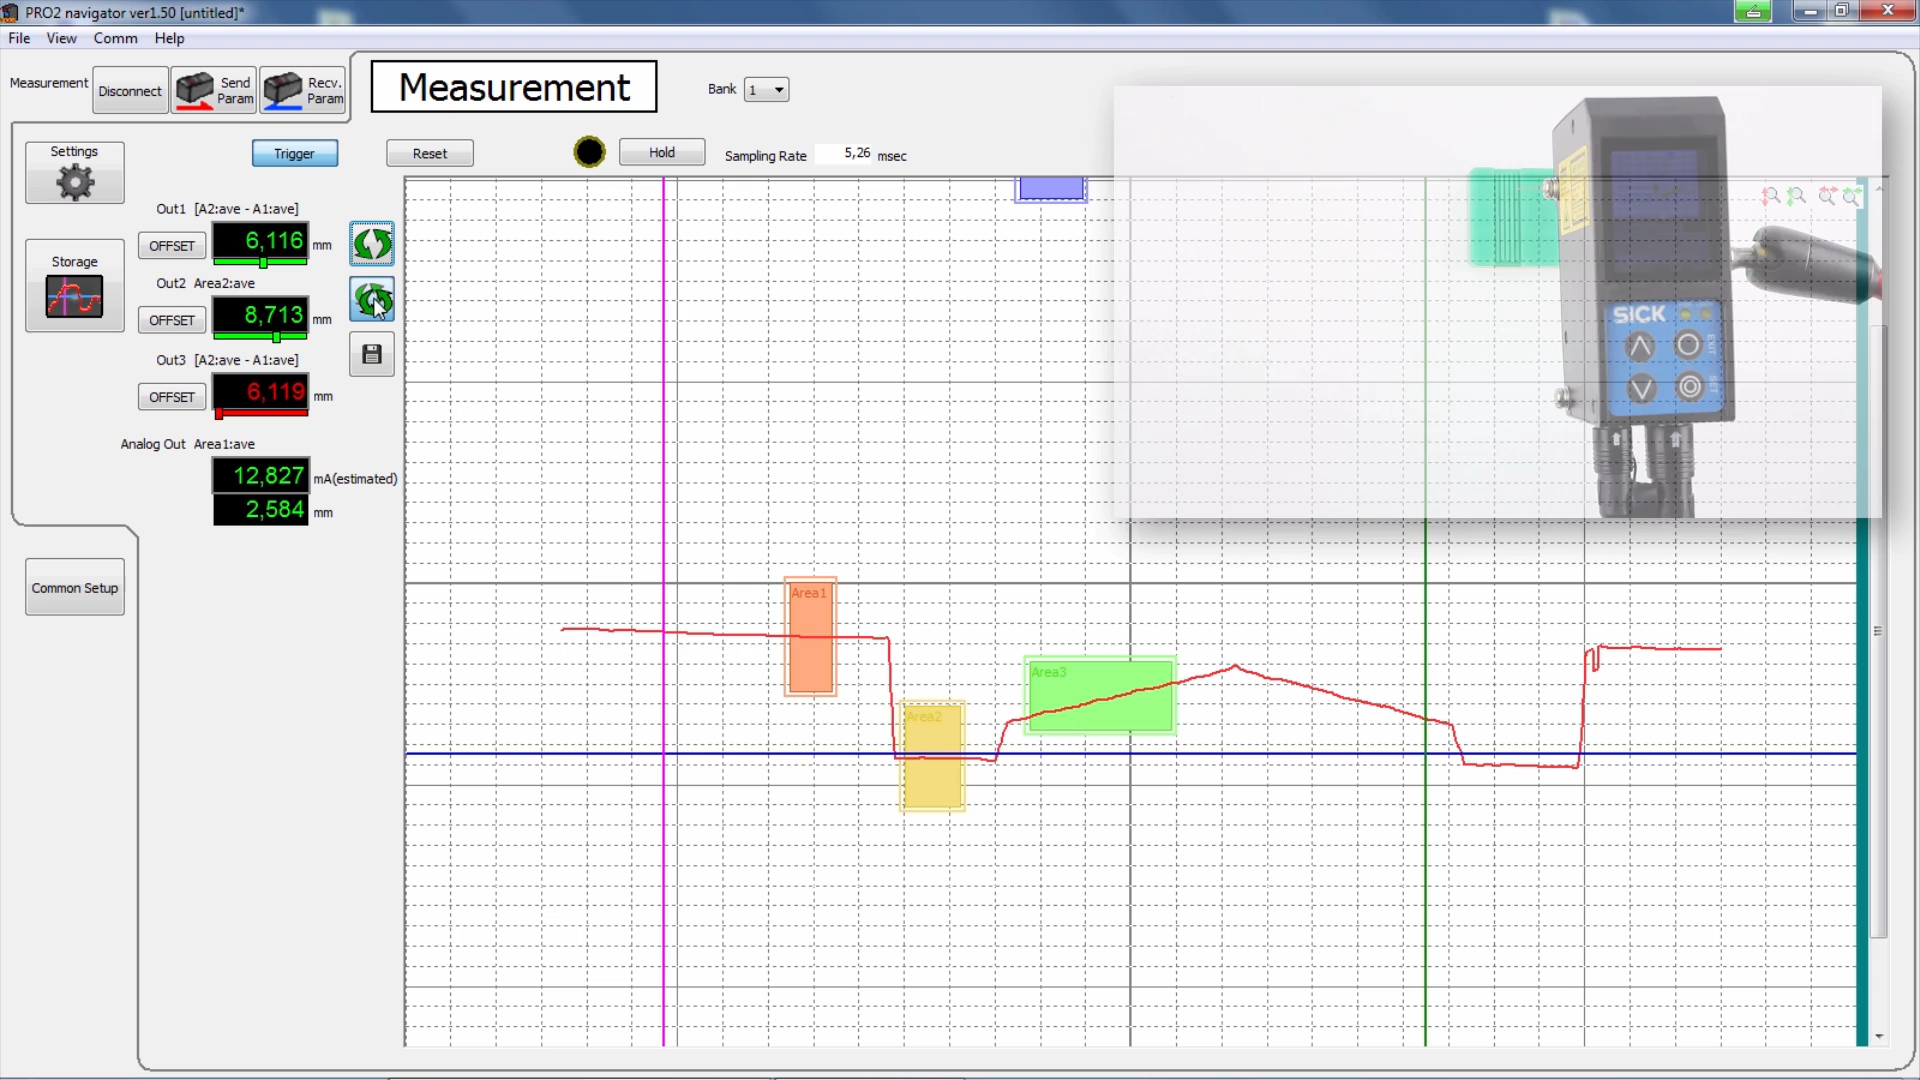 PRO2 navigator ver1.50 [untitled]*
File View Comm Help
Measurement
Disconnect
Send Param
Recv. Param
Measurement
Bank 1
Settings
Trigger
Reset
Hold
Sampling Rate 5,26 msec
Out1 [A2:ave - A1:ave]
OFFSET 6,116 mm
Storage
Out2 Area2:ave
OFFSET 8,713 mm
Out3 [A2:ave - A1:ave]
OFFSET 6,119 mm
Analog Out Area1:ave
12,827 mA(estimated)
2,584 mm
Common Setup
Area1
Area2
Area3
SICK
EXIT
SET